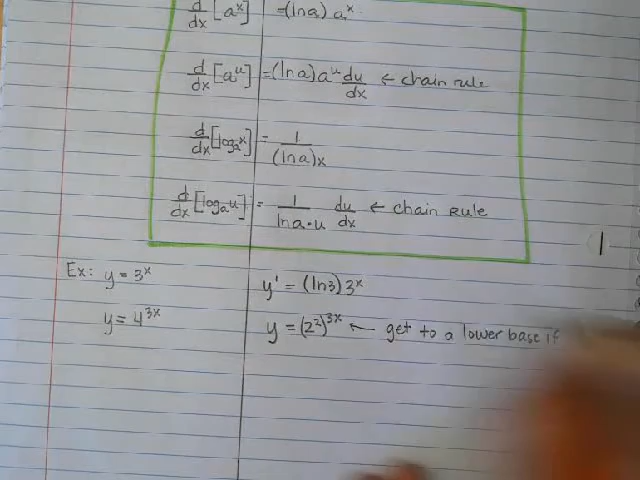 d/dx [a^x] = (ln a) a^x
d/dx [a^u] = (ln a) a^u du/dx ← chain rule
d/dx [log_a x] = 1/((ln a)x)
d/dx [log_a u] = 1/(ln a • u) du/dx ← chain rule
Ex: y = 3^x y' = (ln 3) 3^x
y = 4^3x y = (2^2)^3x ← get to a lower base if